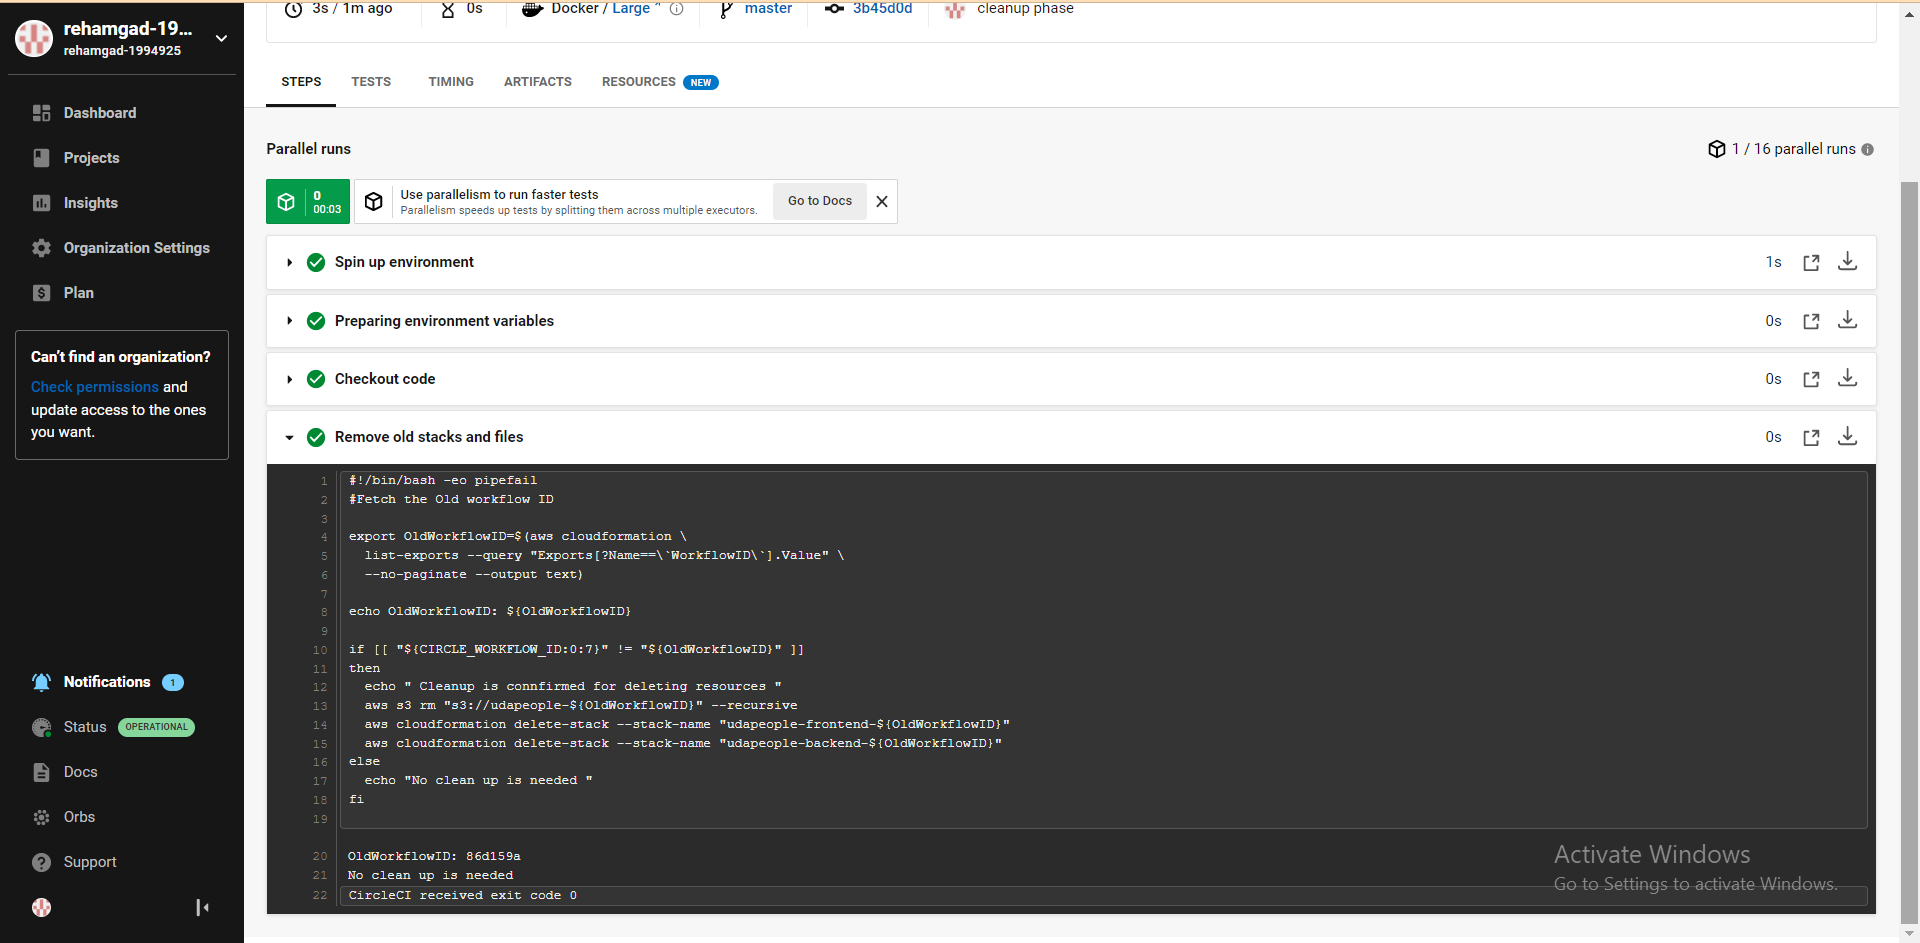 rehamgad-19...
rehamgad-1994925
Dashboard
Projects
Insights
Organization Settings
Plan
Can't find an organization?
Check permissions and
update access to the ones
you want.
Notifications 1
Status OPERATIONAL
Docs
Orbs
Support
3s / 1m ago
0s
Docker / Large
master
3b45d0d
cleanup phase
STEPS
TESTS
TIMING
ARTIFACTS
RESOURCES NEW
Parallel runs
1 / 16 parallel runs
0
00:03
Use parallelism to run faster tests
Parallelism speeds up tests by splitting them across multiple executors.
Go to Docs
Spin up environment 1s
Preparing environment variables 0s
Checkout code 0s
Remove old stacks and files 0s
1 #!/bin/bash -eo pipefail
2 #Fetch the Old workflow ID
3
4 export OldWorkflowID=$(aws cloudformation \
5 list-exports --query "Exports[?Name==\`WorkflowID\`].Value" \
6 --no-paginate --output text)
7
8 echo OldWorkflowID: ${OldWorkflowID}
9
10 if [[ "${CIRCLE_WORKFLOW_ID:0:7}" != "${OldWorkflowID}" ]]
11 then
12 echo " Cleanup is connfirmed for deleting resources "
13 aws s3 rm "s3://udapeople-${OldWorkflowID}" --recursive
14 aws cloudformation delete-stack --stack-name "udapeople-frontend-${OldWorkflowID}"
15 aws cloudformation delete-stack --stack-name "udapeople-backend-${OldWorkflowID}"
16 else
17 echo "No clean up is needed "
18 fi
19
20 OldWorkflowID: 86d159a
21 No clean up is needed
22 CircleCI received exit code 0
Activate Windows
Go to Settings to activate Windows.